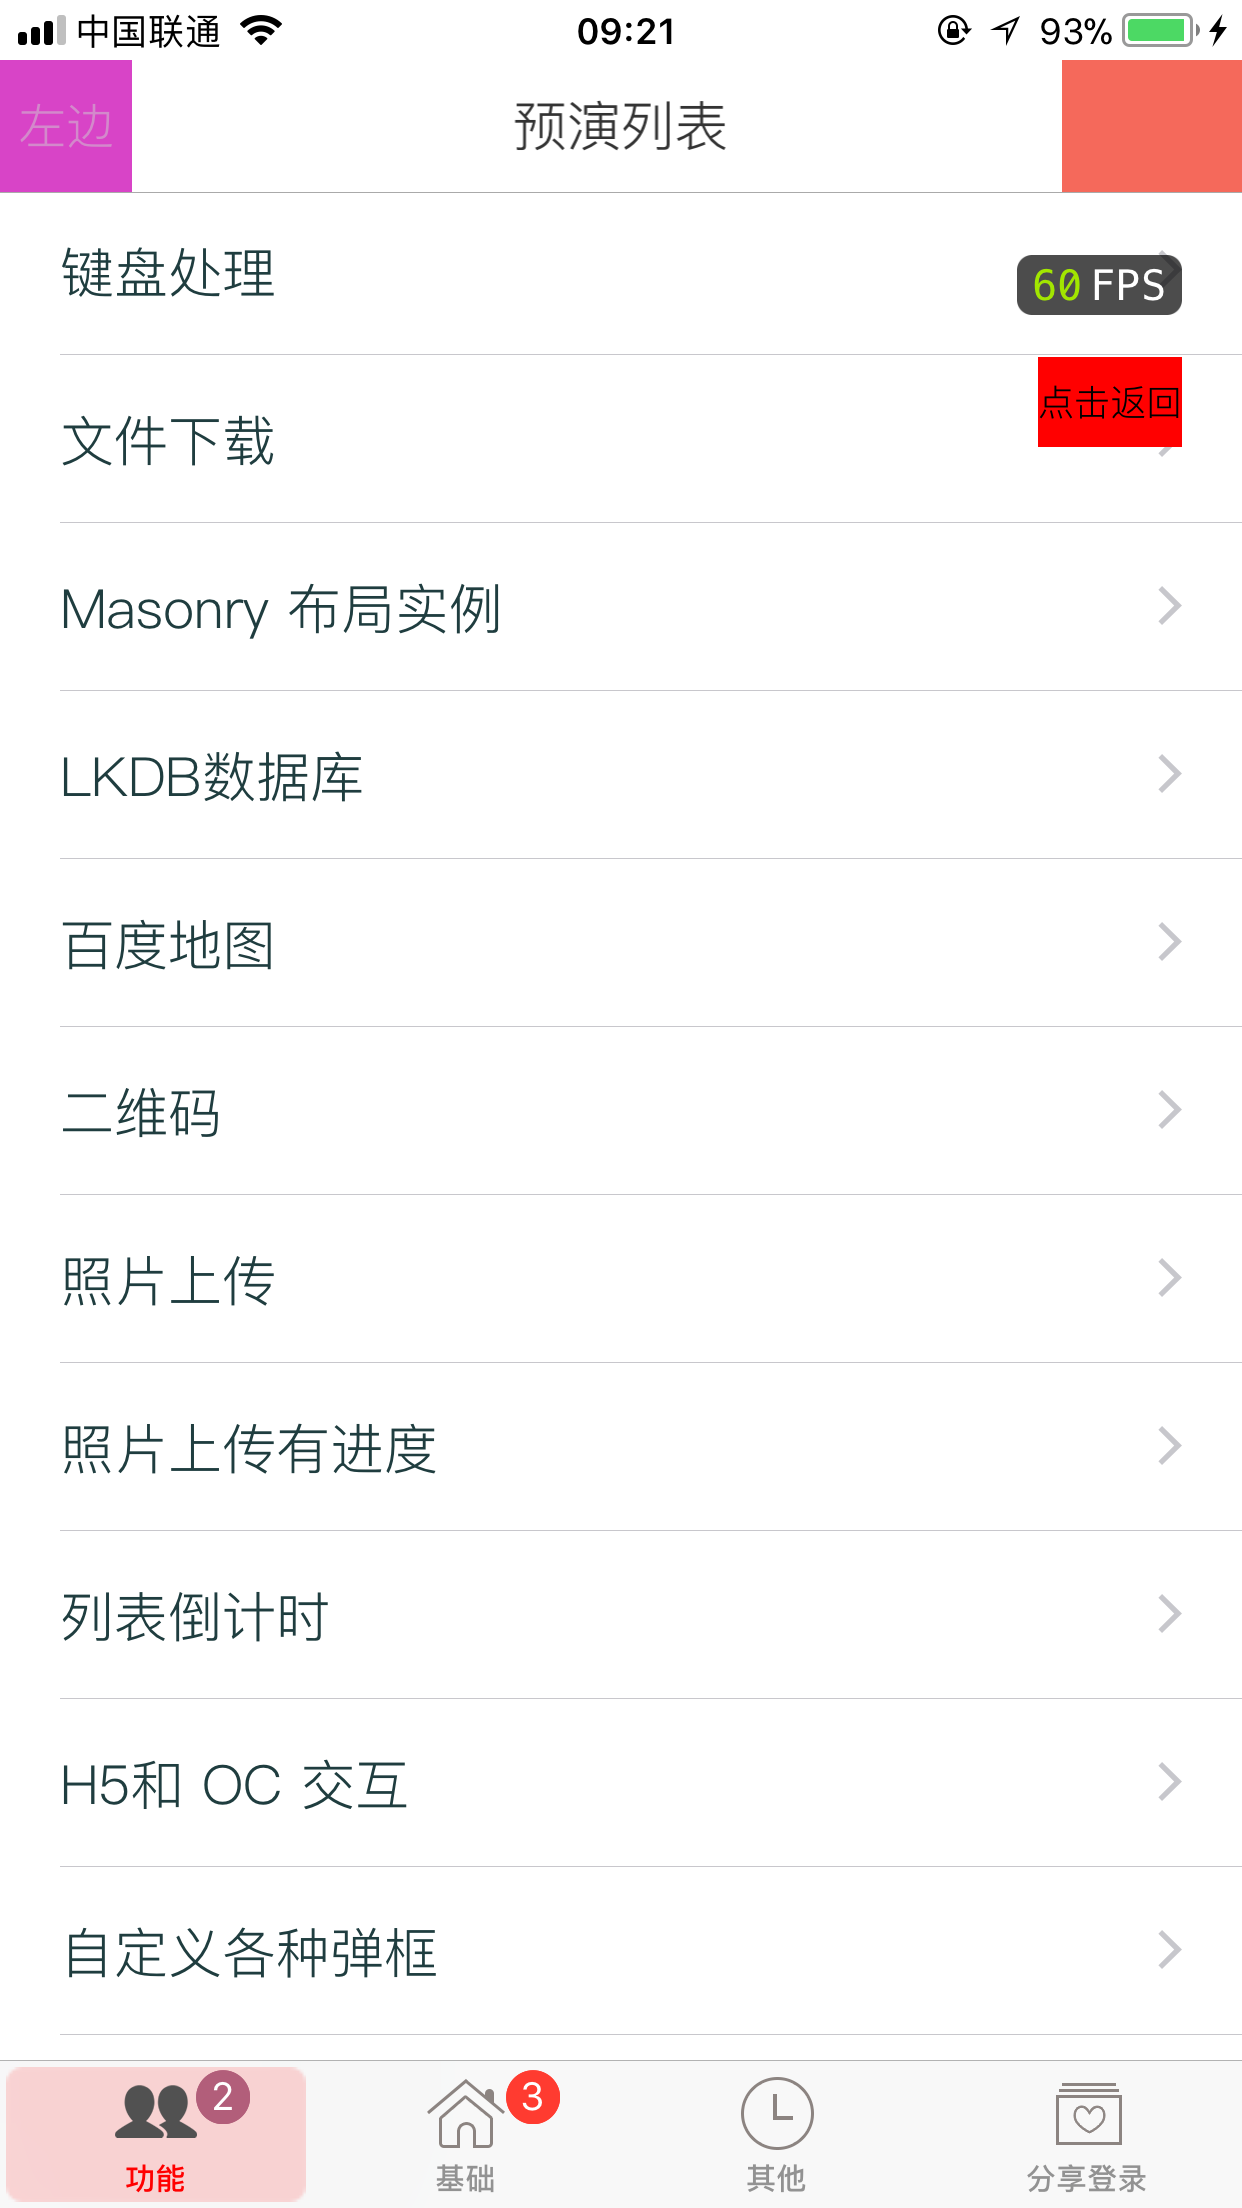 中国联通 09:21 93%
左边 预演列表
键盘处理 60 FPS
点击返回
文件下载
Masonry 布局实例
LKDB数据库
百度地图
二维码
照片上传
照片上传有进度
列表倒计时
H5和 OC 交互
自定义各种弹框
2 3
功能 基础 其他 分享登录